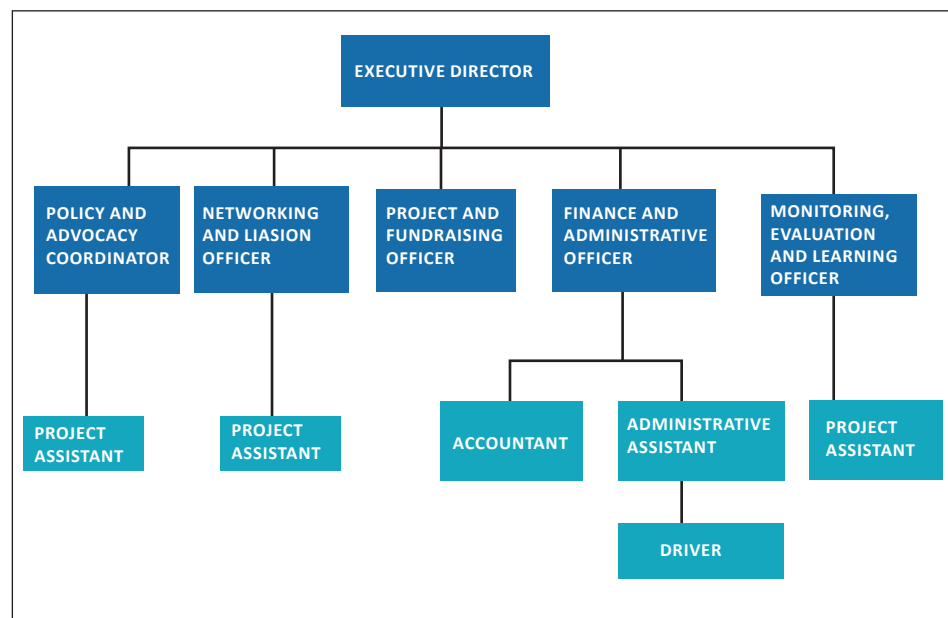 EXECUTIVE DIRECTOR
POLICY AND
ADVOCACY
COORDINATOR
NETWORKING
AND LIASION
OFFICER
PROJECT AND
FUNDRAISING
OFFICER
FINANCE AND
ADMINISTRATIVE
OFFICER
MONITORING,
EVALUATION
AND LEARNING
OFFICER
PROJECT
ASSISTANT
PROJECT
ASSISTANT
ACCOUNTANT
ADMINISTRATIVE
ASSISTANT
PROJECT
ASSISTANT
DRIVER